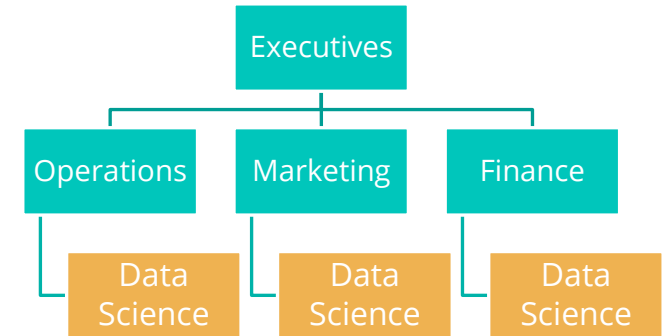 Executives
Operations
Marketing
Finance
Data
Science
Data
Science
Data
Science